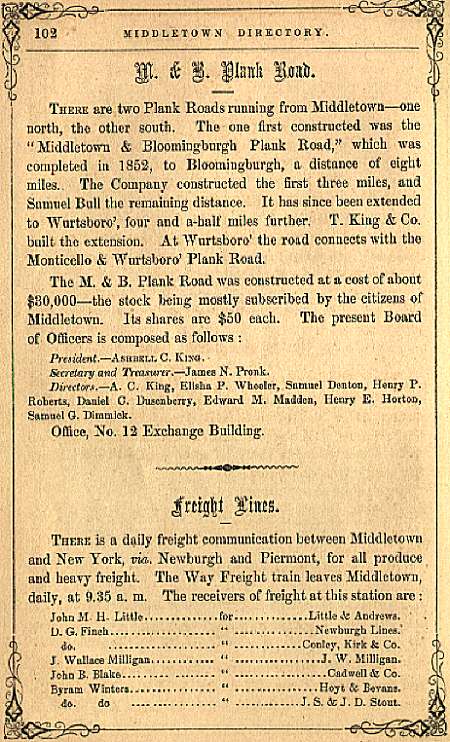 102 MIDDLETOWN DIRECTORY.
M. & B. Plank Road.
THERE are two Plank Roads running from Middletown—one
north, the other south. The one first constructed was the
"Middletown & Bloomingburgh Plank Road," which was
completed in 1852, to Bloomingburgh, a distance of eight
miles. The Company constructed the first three miles, and
Samuel Bull the remaining distance. It has since been extended
to Wurtsboro', four and a-half miles further. T. King & Co.
built the extension. At Wurtsboro' the road connects with the
Monticello & Wurtsboro' Plank Road.
The M. & B. Plank Road was constructed at a cost of about
$30,000—the stock being mostly subscribed by the citizens of
Middletown. Its shares are $50 each. The present Board
of Officers is composed as follows :
President.—ASHBELL C. KING.
Secretary and Treasurer.—James N. Pronk.
Directors.—A. C. King, Elisha P. Wheeler, Samuel Denton, Henry P.
Roberts, Daniel C. Dusenberry, Edward M. Madden, Henry E. Horton,
Samuel G. Dimmick.
Office, No. 12 Exchange Building.
Freight Lines.
THERE is a daily freight communication between Middletown
and New York, via. Newburgh and Piermont, for all produce
and heavy freight. The Way Freight train leaves Middletown,
daily, at 9.35 a. m. The receivers of freight at this station are :
John M. H. Little..............for..............Little & Andrews.
D. G. Finch.............. " ..............Newburgh Lines.
do. .............. " ..............Conley, Kirk & Co.
J. Wallace Milligan.............. " ..............J. W. Milligan.
John B. Blake.............. " ..............Cadwell & Co.
Byram Winters.............. " ..............Hoyt & Bevans.
do. do .............. " ..............J. S. & J. D. Stout.